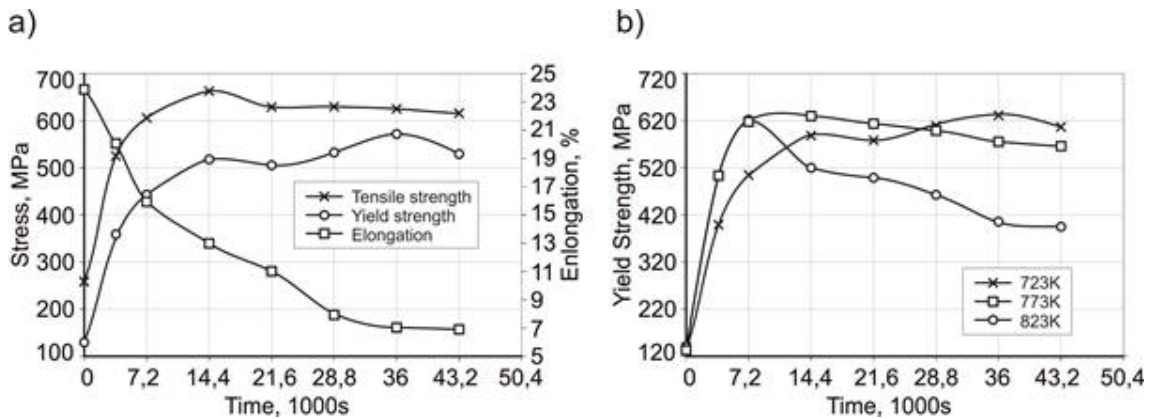 a)
Stress, MPa
700
600
500
400
300
200
100
25
23
21
19
17
15
13
11
9
7
5
Enlongation, %
Tensile strength
Yield strength
Elongation
0 7,2 14,4 21,6 28,8 36 43,2 50,4
Time, 1000s
b)
Yield Strength, MPa
720
620
520
420
320
220
120
723K
773K
823K
0 7,2 14,4 21,6 28,8 36 43,2 50,4
Time, 1000s